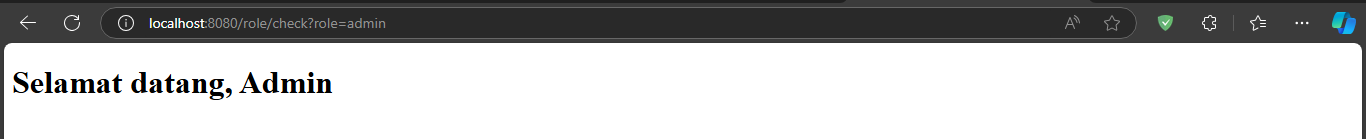 localhost:8080/role/check?role=admin
Selamat datang, Admin